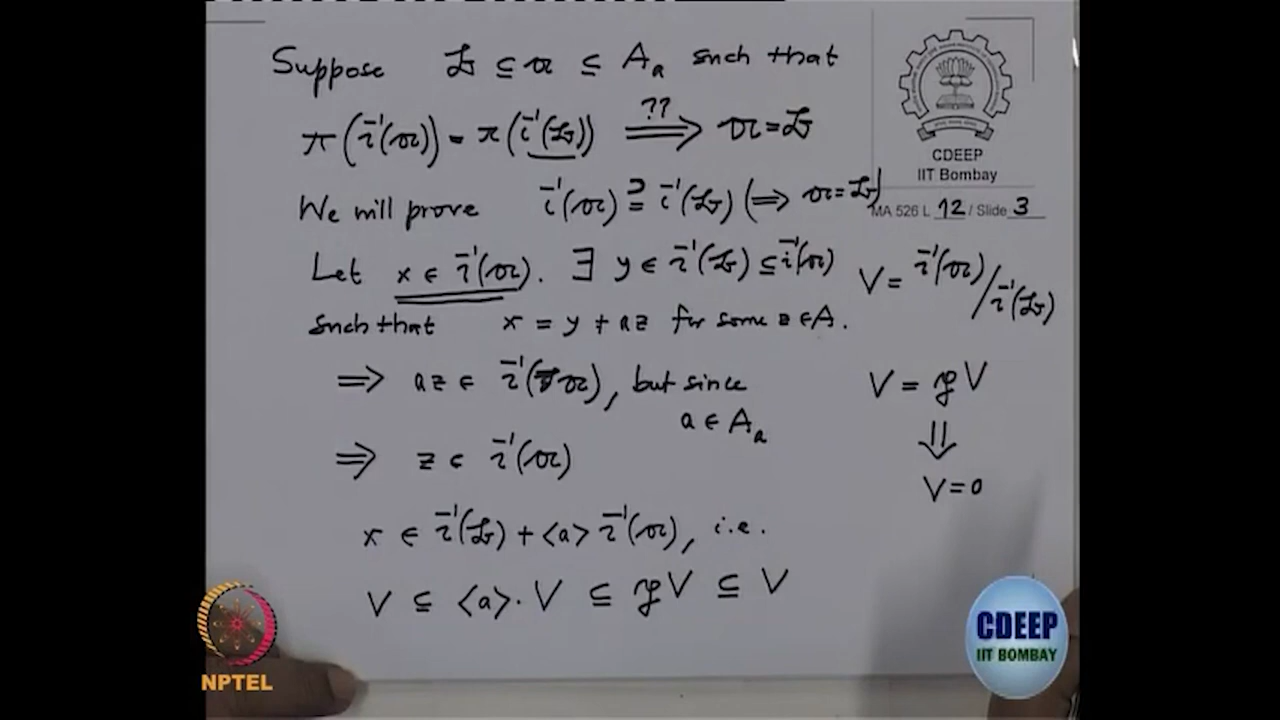 Suppose 𝔟 ⊆ 𝔞 ⊆ A_a such that
π(i⁻¹(𝔞)) = π(i⁻¹(𝔟)) ⟹?? 𝔞 = 𝔟
CDEEP
IIT Bombay
MA 526 L 12 / Slide 3
We will prove i⁻¹(𝔞) ?= i⁻¹(𝔟) (⟹ 𝔞 = 𝔟)
Let x ∈ i⁻¹(𝔞). ∃ y ∈ i⁻¹(𝔟) ⊆ i⁻¹(𝔞)
such that x = y + az for some z ∈ A.
⟹ az ∈ i⁻¹(𝔞), but since
a ∈ A_a
⟹ z ∈ i⁻¹(𝔞)
x ∈ i⁻¹(𝔟) + <a> i⁻¹(𝔞), i.e.
V ⊆ <a>. V ⊆ 𝔭V ⊆ V
V = i⁻¹(𝔞) / i⁻¹(𝔟)
V = 𝔭V
⇓
V = 0
NPTEL
CDEEP
IIT BOMBAY